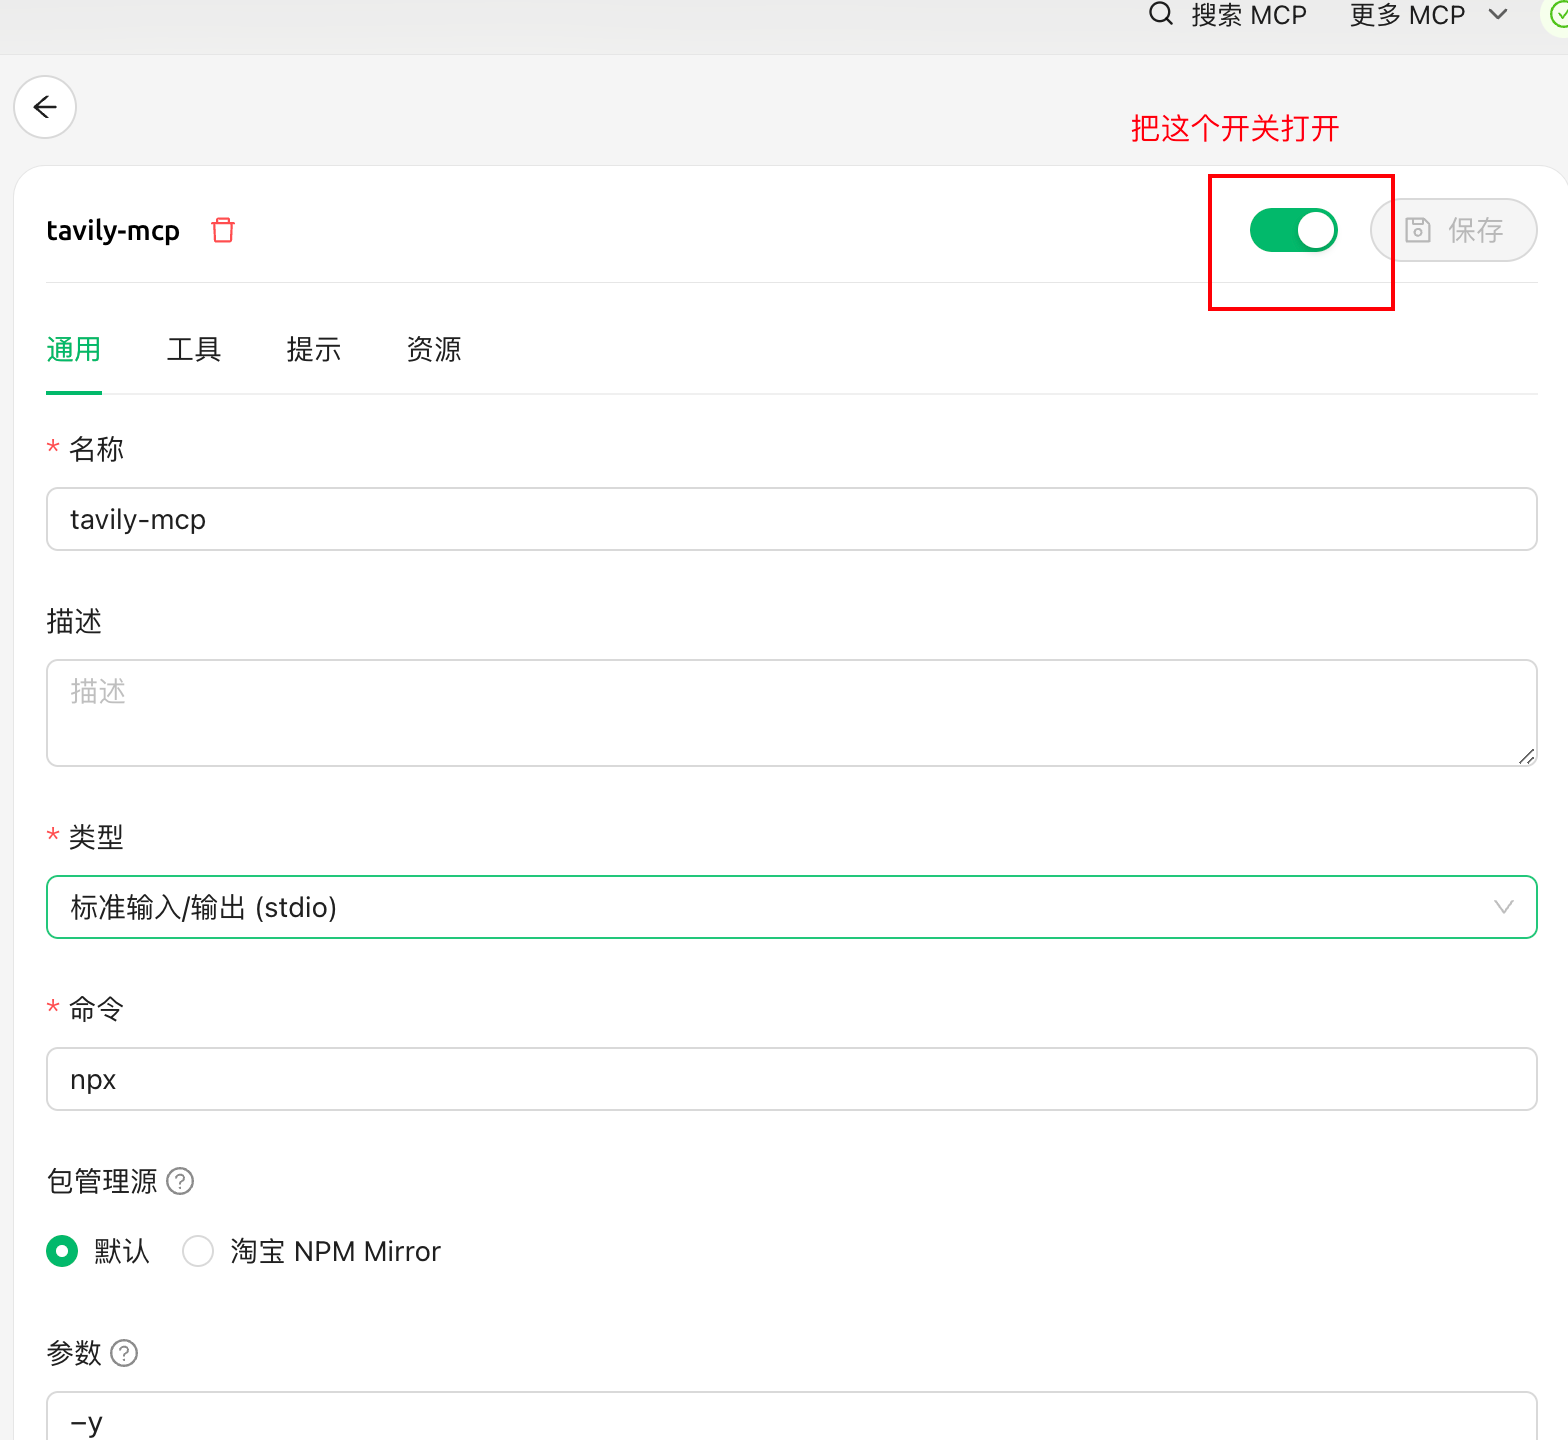 搜索 MCP 更多 MCP
把这个开关打开
tavily-mcp 保存
通用 工具 提示 资源
* 名称
tavily-mcp
描述
描述
* 类型
标准输入/输出 (stdio)
* 命令
npx
包管理源 ?
默认 淘宝 NPM Mirror
参数 ?
–y